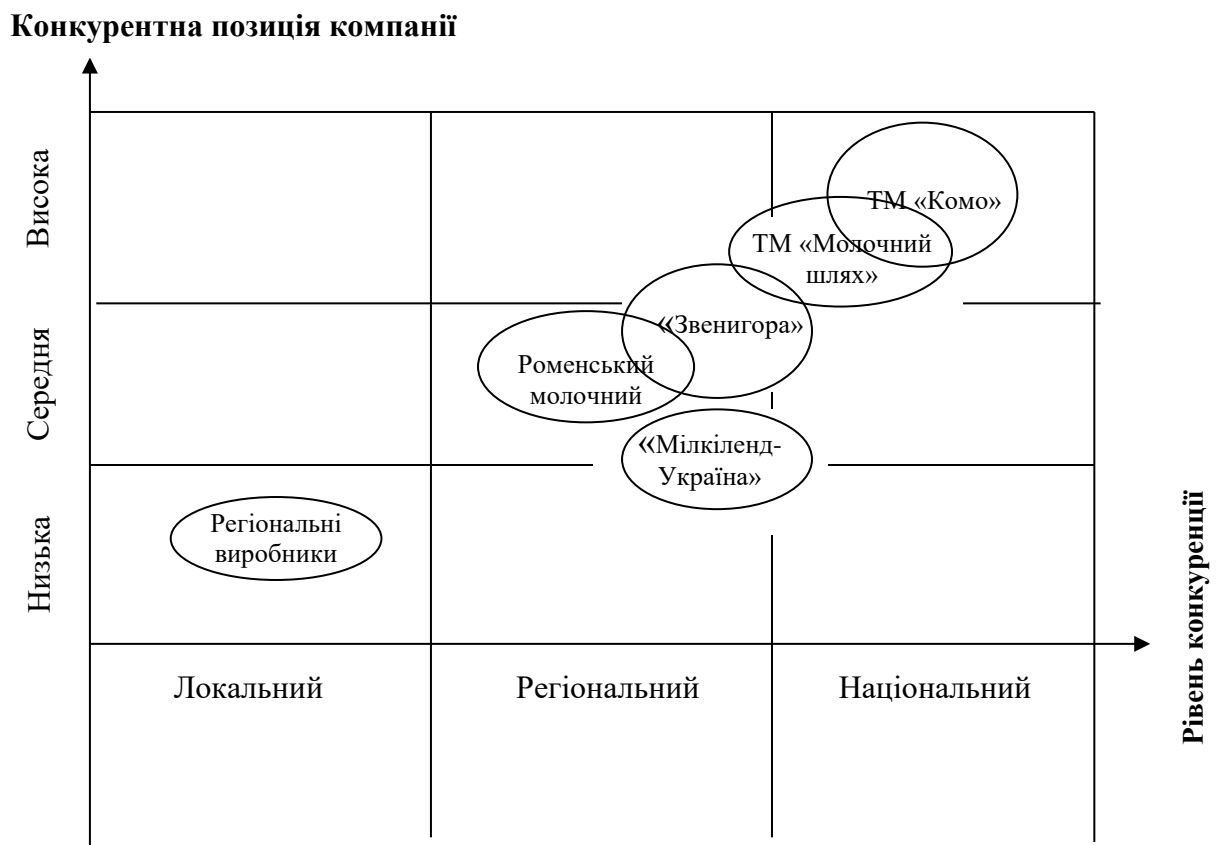 Конкурентна позиція компанії
Висока
ТМ «Комо»
ТМ «Молочний
шлях»
Середня
«Звенигора»
Роменський
молочний
«Мілкіленд-
Україна»
Низька
Регіональні
виробники
Локальний
Регіональний
Національний
Рівень конкуренції